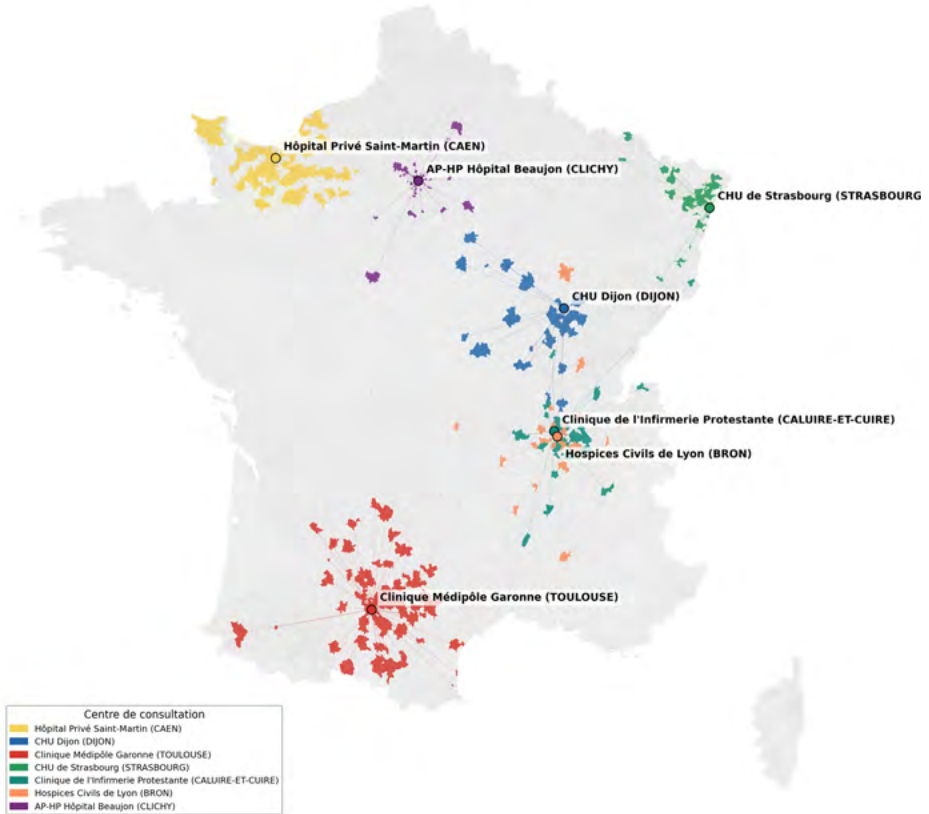 Hôpital Privé Saint-Martin (CAEN)
AP-HP Hôpital Beaujon (CLICHY)
CHU de Strasbourg (STRASBOURG
CHU Dijon (DIJON)
Clinique de l'Infirmerie Protestante (CALUIRE-ET-CUIRE)
Hospices Civils de Lyon (BRON)
Clinique Médipôle Garonne (TOULOUSE)
Centre de consultation
Hôpital Privé Saint-Martin (CAEN)
CHU Dijon (DIJON)
Clinique Médipôle Garonne (TOULOUSE)
CHU de Strasbourg (STRASBOURG)
Clinique de l'Infirmerie Protestante (CALUIRE-ET-CUIRE)
Hospices Civils de Lyon (BRON)
AP-HP Hôpital Beaujon (CLICHY)